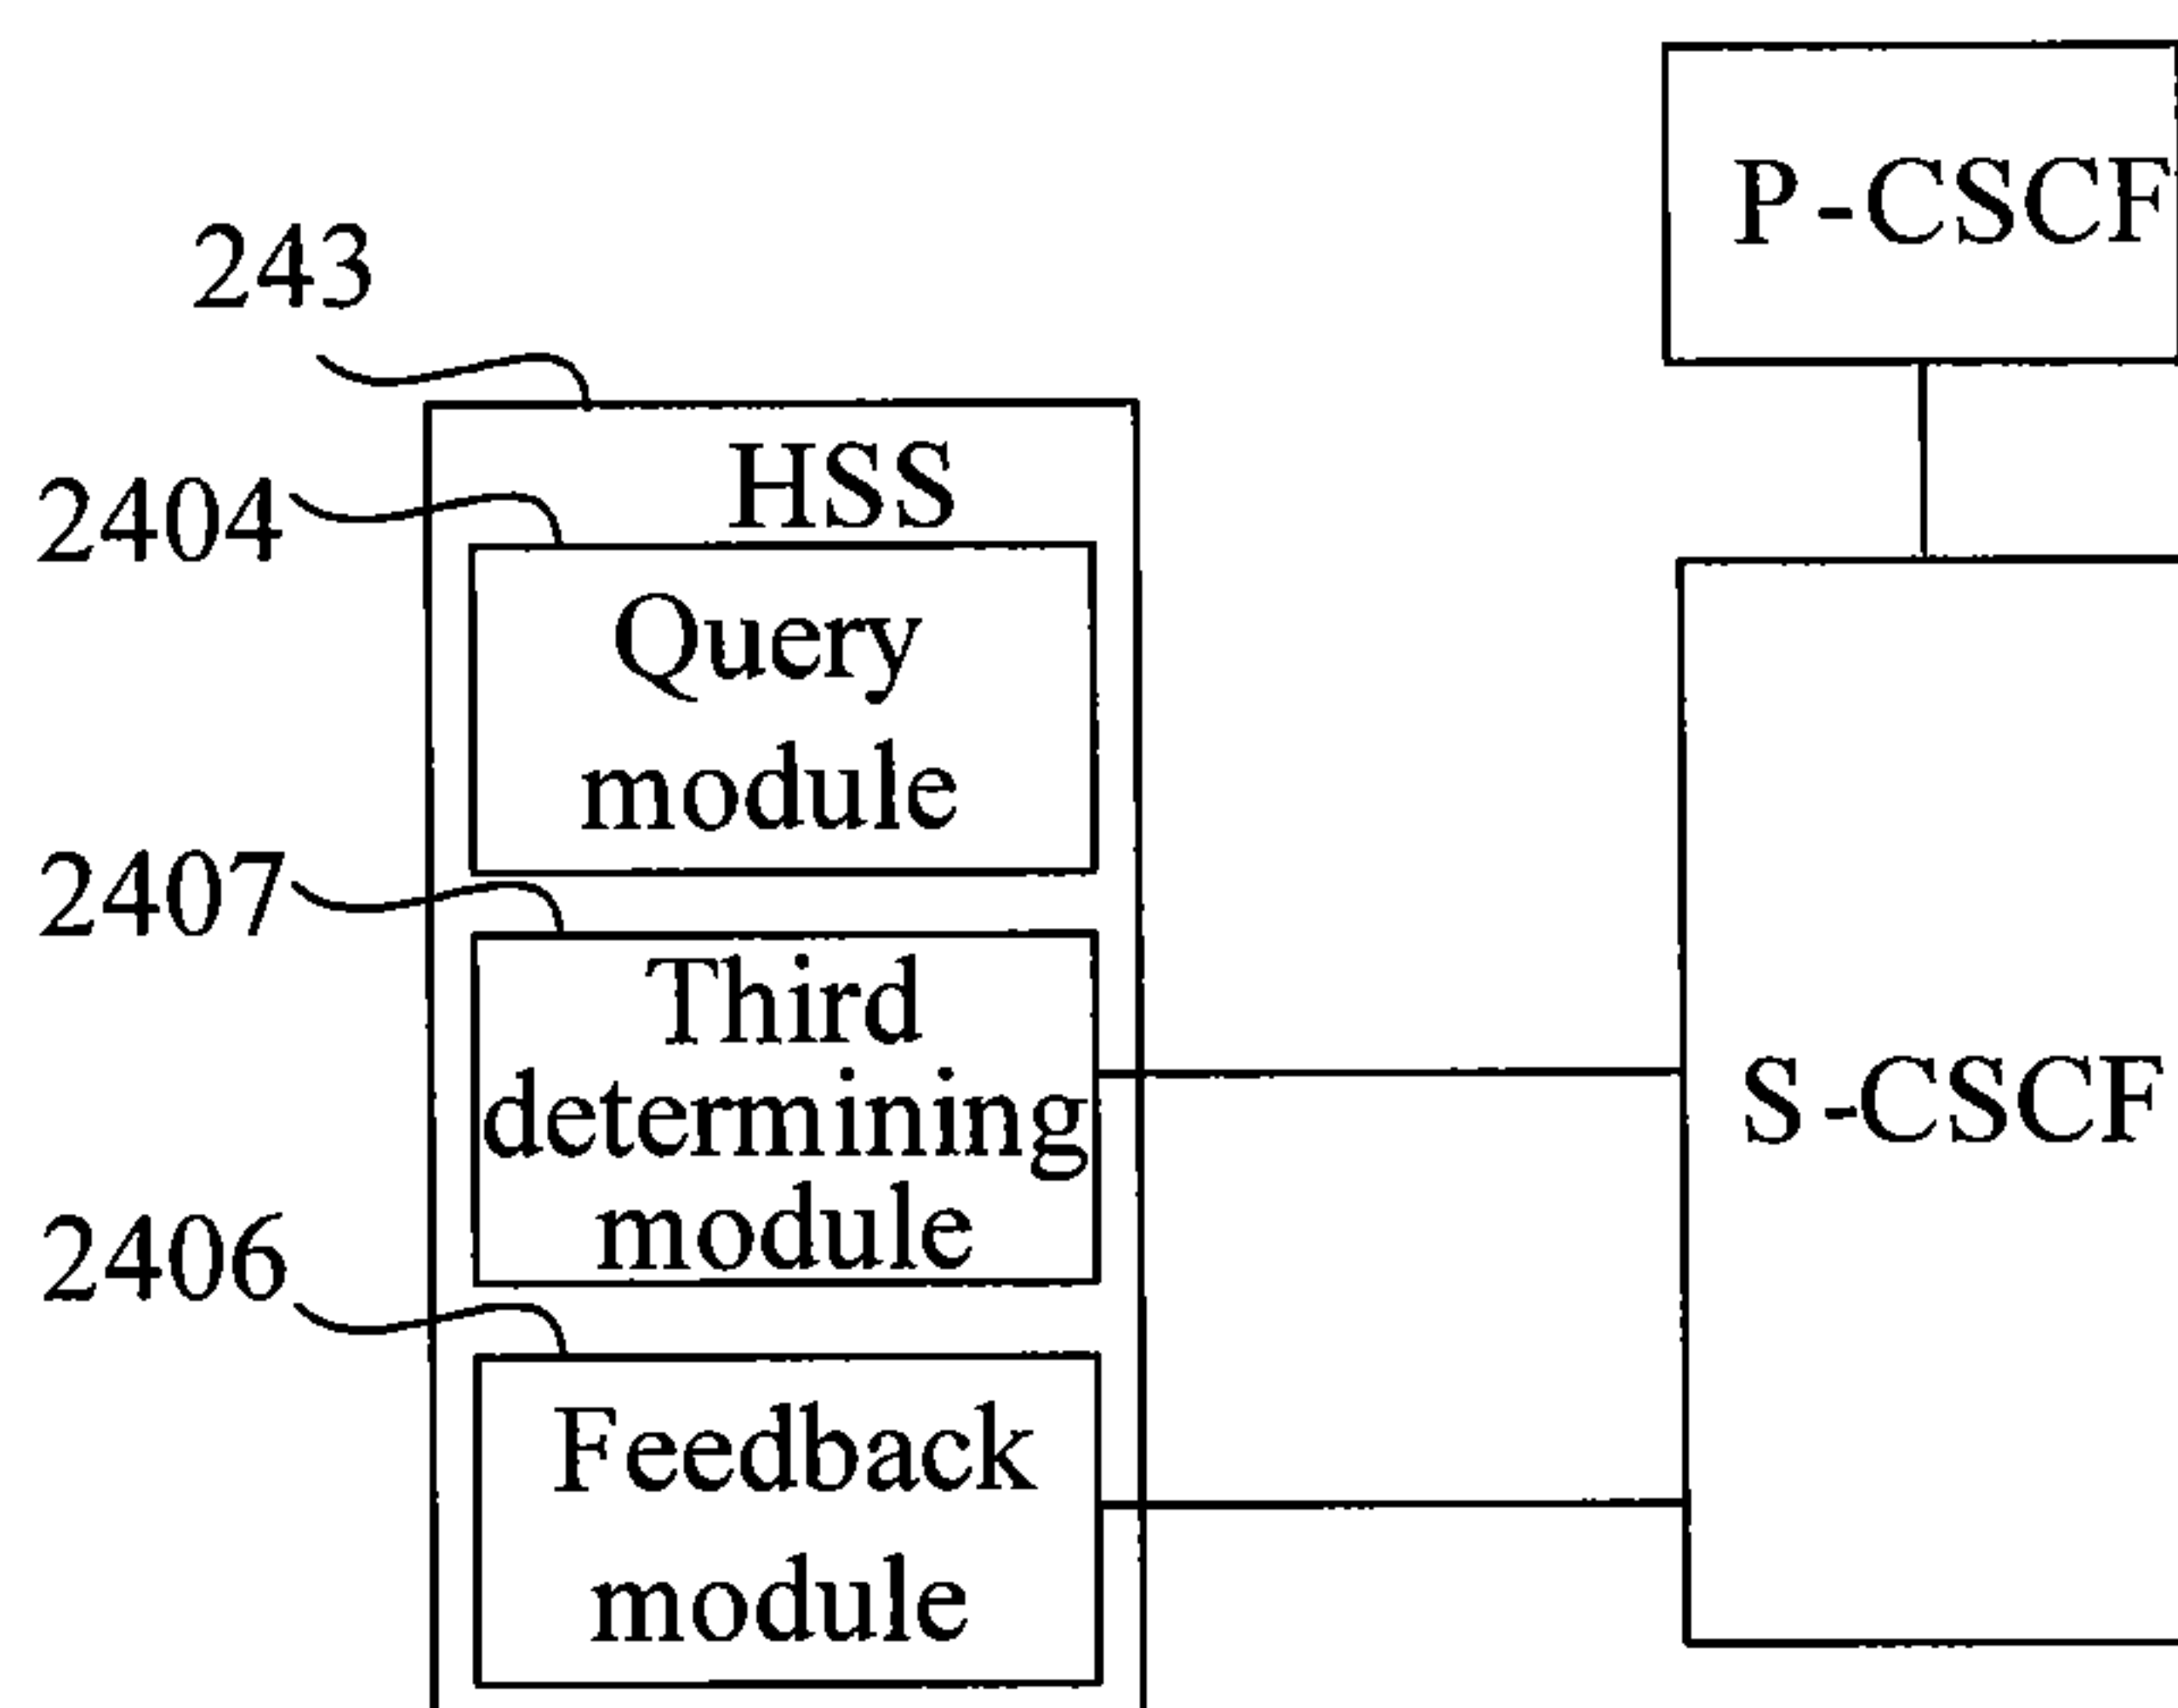 P-CSCF
243
HSS
2404
Query
module
2407
Third
determining
module
S-CSCF
2406
Feedback
module